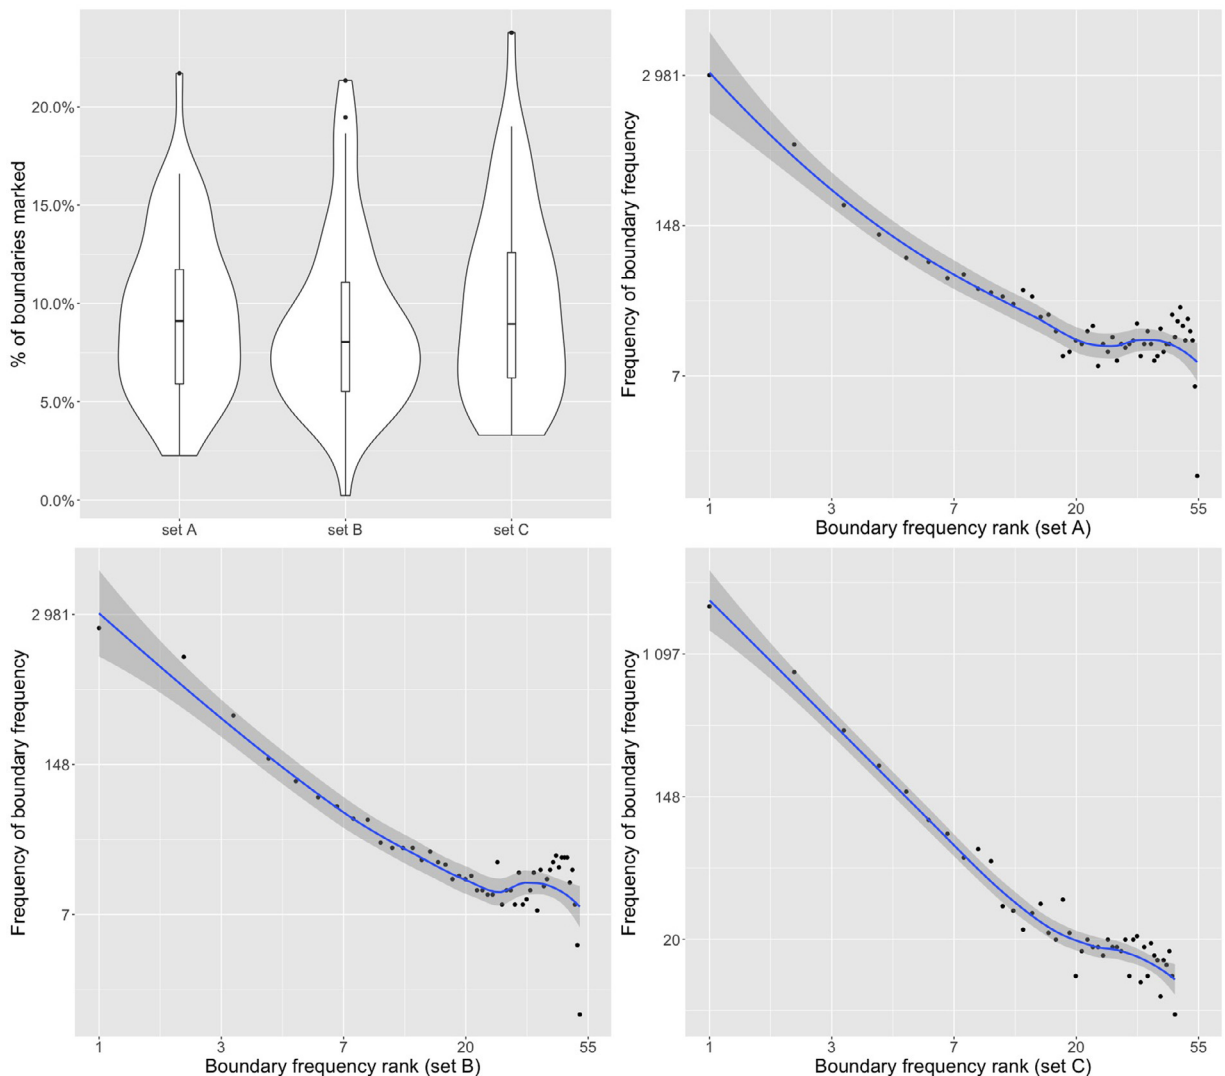 % of boundaries marked
20.0%
15.0%
10.0%
5.0%
0.0%
set A
set B
set C
Frequency of boundary frequency
2 981
148
7
1
3
7
20
55
Boundary frequency rank (set A)
Frequency of boundary frequency
2 981
148
7
1
3
7
20
55
Boundary frequency rank (set B)
Frequency of boundary frequency
1 097
148
20
1
3
7
20
55
Boundary frequency rank (set C)